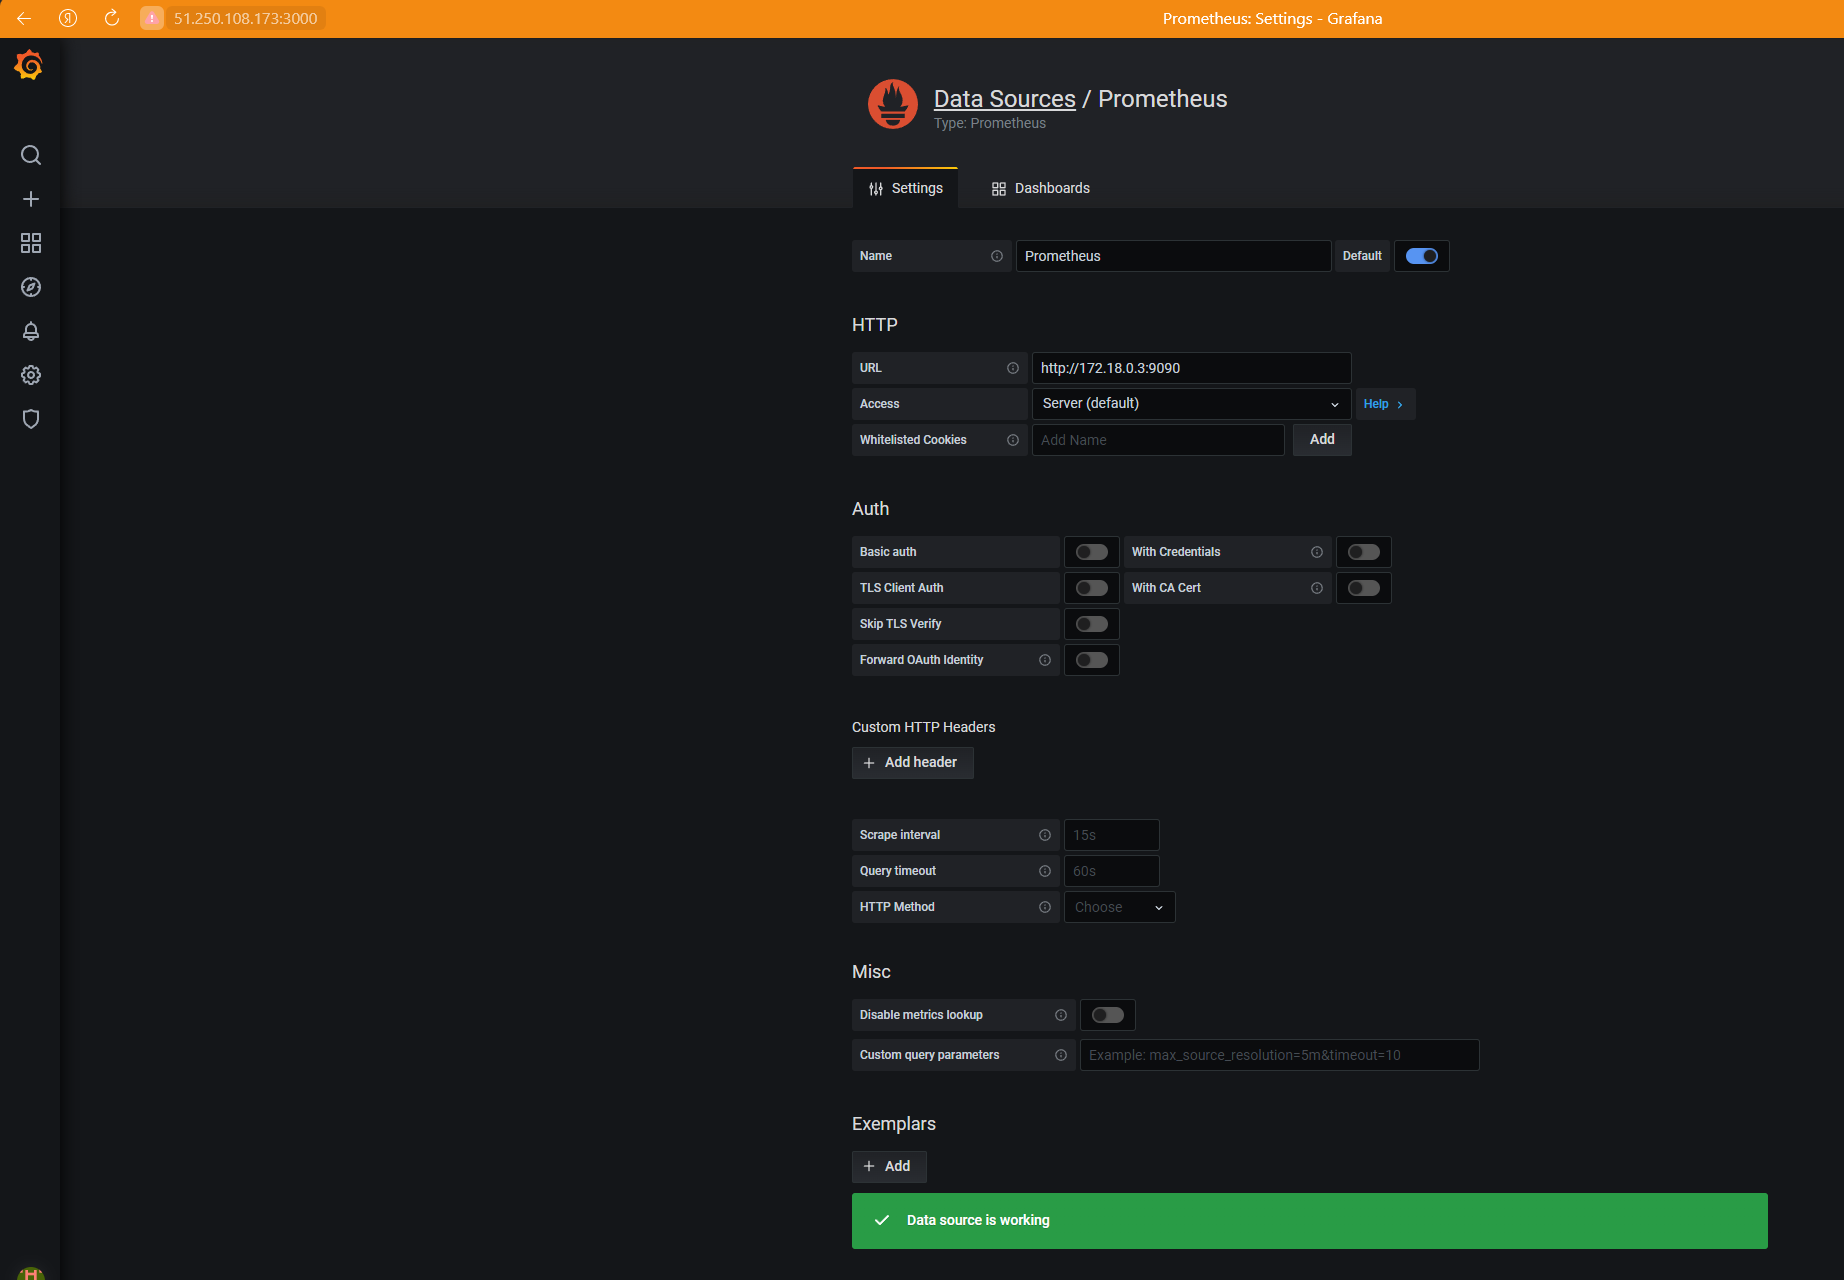 51.250.108.173:3000
Prometheus: Settings - Grafana
Data Sources / Prometheus
Type: Prometheus
Settings
Dashboards
Name
Prometheus
Default
HTTP
URL
http://172.18.0.3:9090
Access
Server (default)
Help
Whitelisted Cookies
Add Name
Add
Auth
Basic auth
With Credentials
TLS Client Auth
With CA Cert
Skip TLS Verify
Forward OAuth Identity
Custom HTTP Headers
Add header
Scrape interval
15s
Query timeout
60s
HTTP Method
Choose
Misc
Disable metrics lookup
Custom query parameters
Example: max_source_resolution=5m&timeout=10
Exemplars
Add
Data source is working